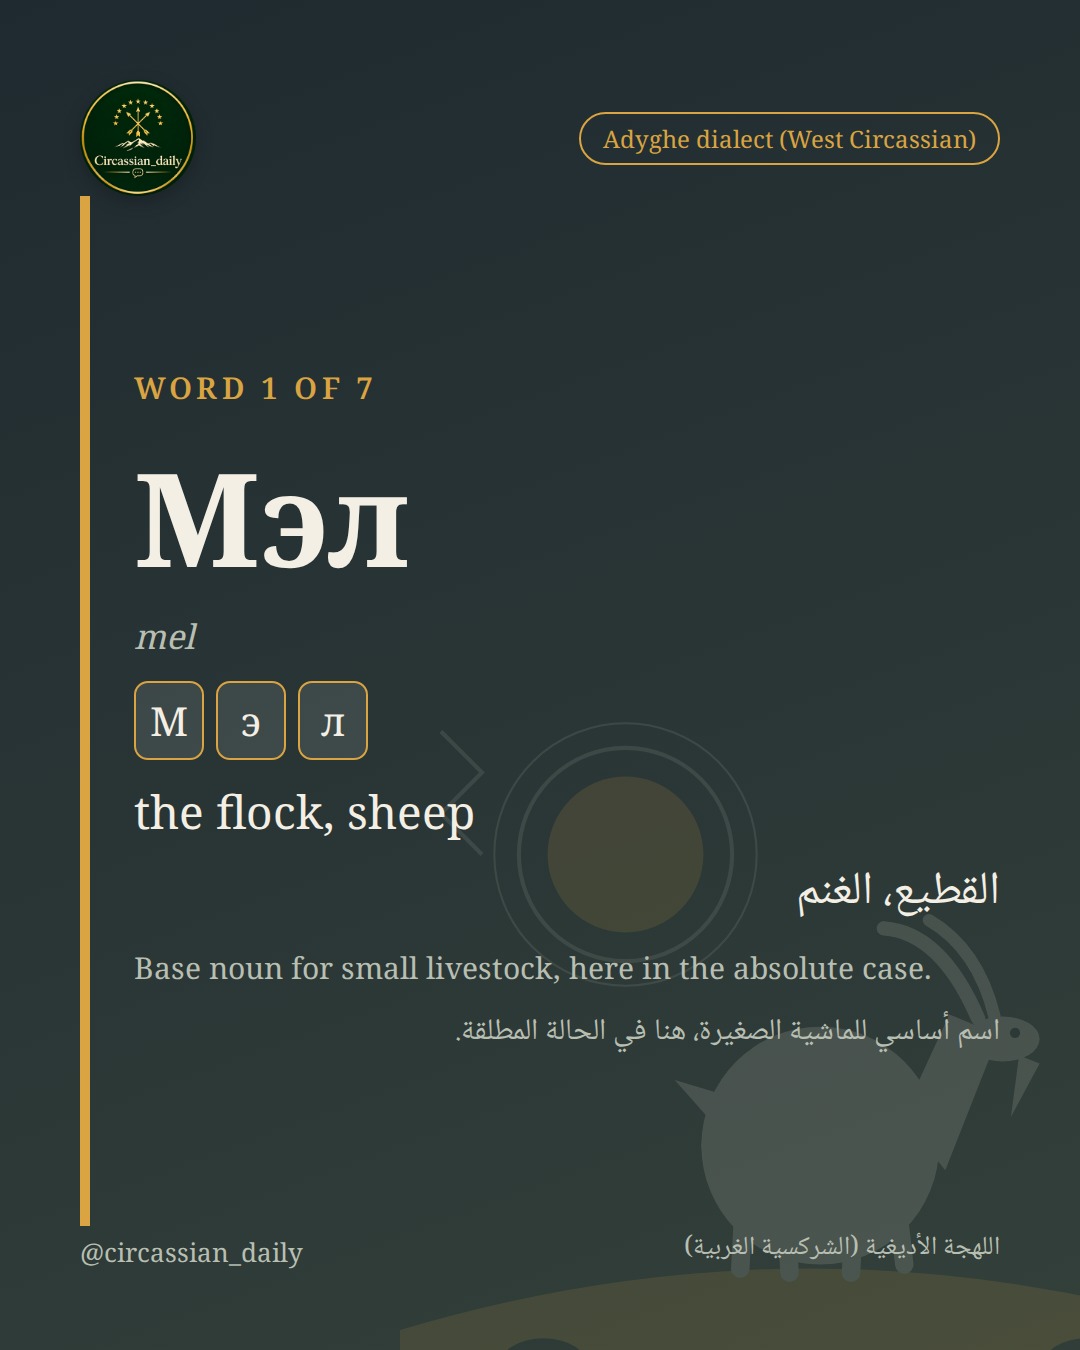 Circassian_daily
Adyghe dialect (West Circassian)
WORD 1 OF 7
Мэл
mel
М э л
the flock, sheep
القطيع، الغنم
Base noun for small livestock, here in the absolute case.
اسم أساسي للماشية الصغيرة، هنا في الحالة المطلقة.
@circassian_daily
اللهجة الأديغية (الشركسية الغربية)